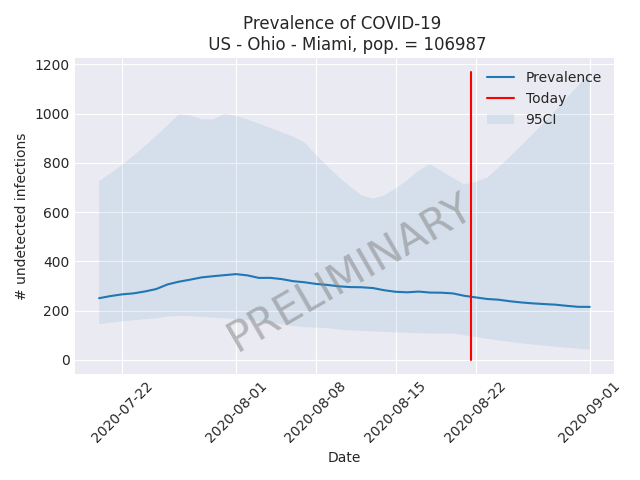 Prevalence of COVID-19
US - Ohio - Miami, pop. = 106987
1200
1000
800
600
400
200
0
# undetected infections
Prevalence
Today
95CI
PRELIMINARY
2020-07-22
2020-08-01
2020-08-08
2020-08-15
2020-08-22
2020-09-01
Date